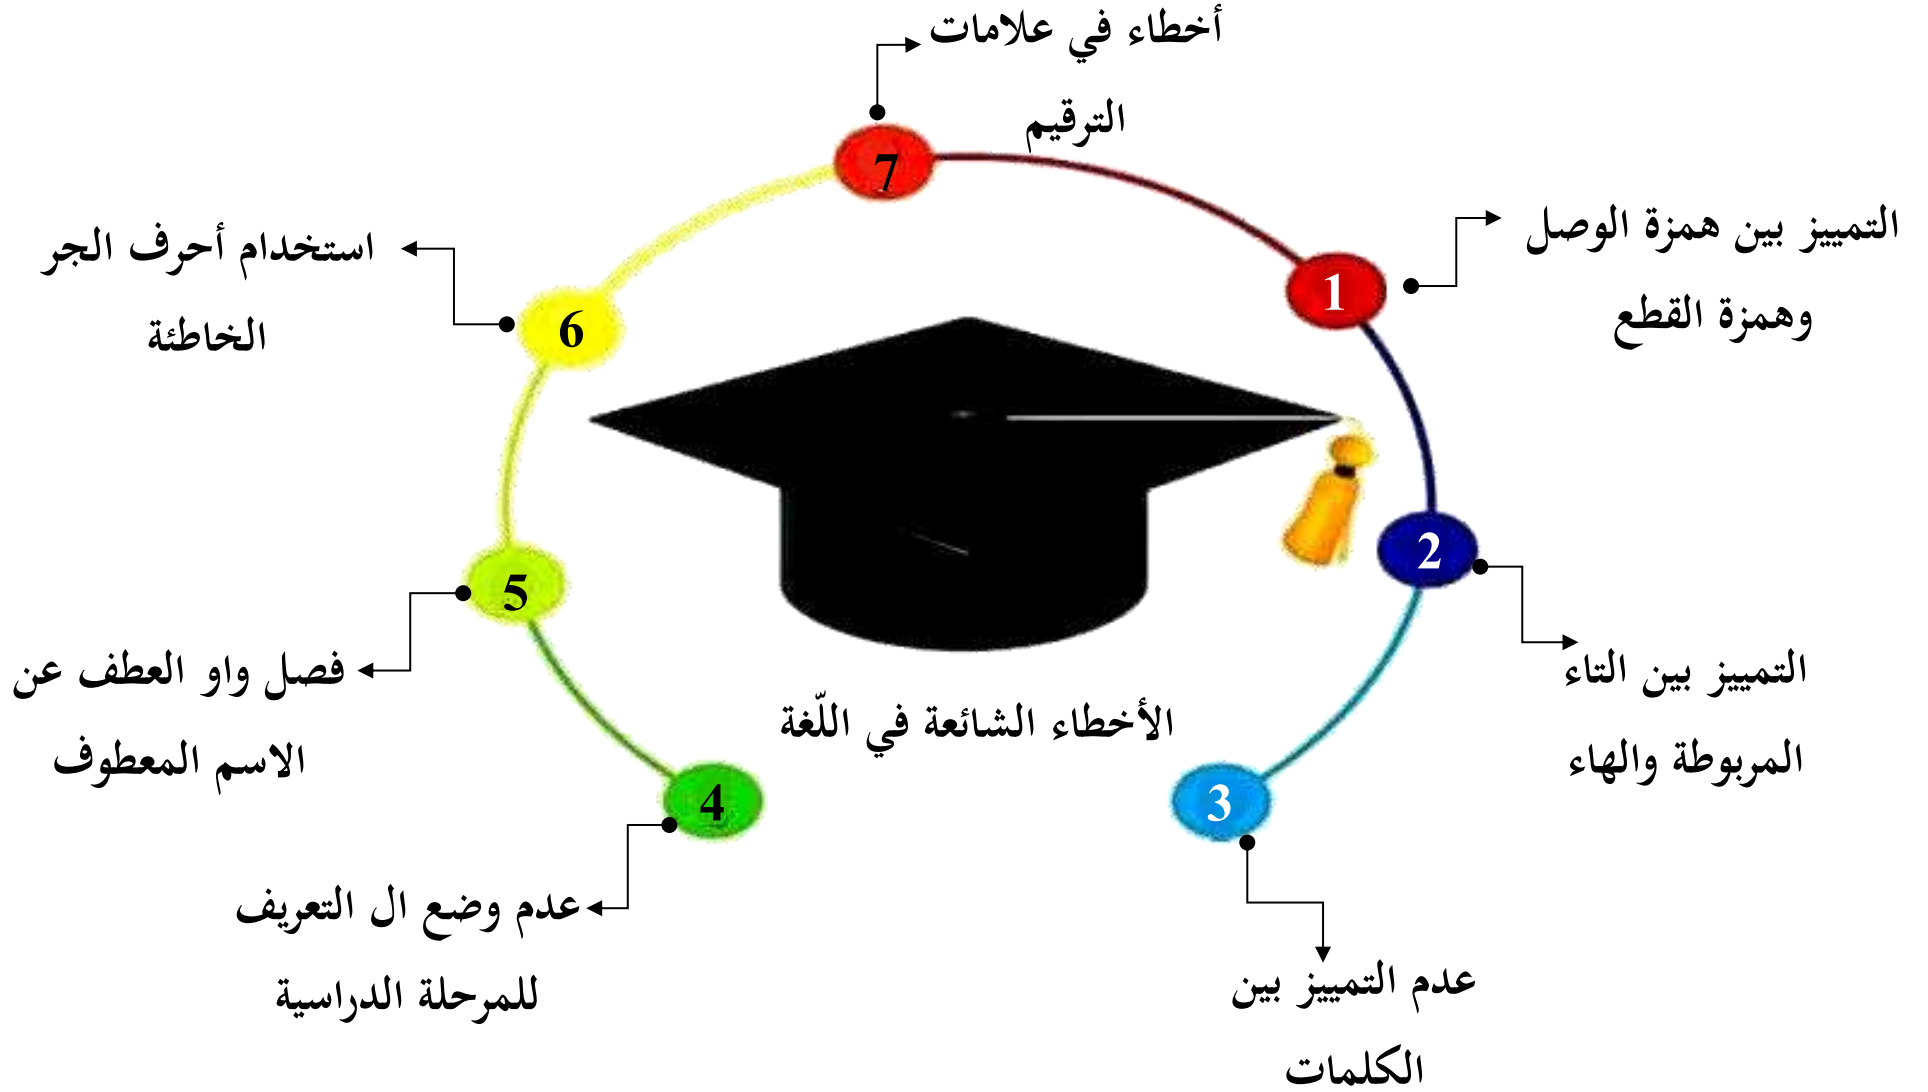 أخطاء في علامات
الترقيم
7
التمييز بين همزة الوصل
وهمزة القطع
1
التمييز بين التاء
المربوطة والهاء
2
عدم التمييز بين
الكلمات
3
عدم وضع ال التعريف
للمرحلة الدراسية
4
فصل واو العطف عن
الاسم المعطوف
5
استخدام أحرف الجر
الخاطئة
6
الأخطاء الشائعة في اللّغة